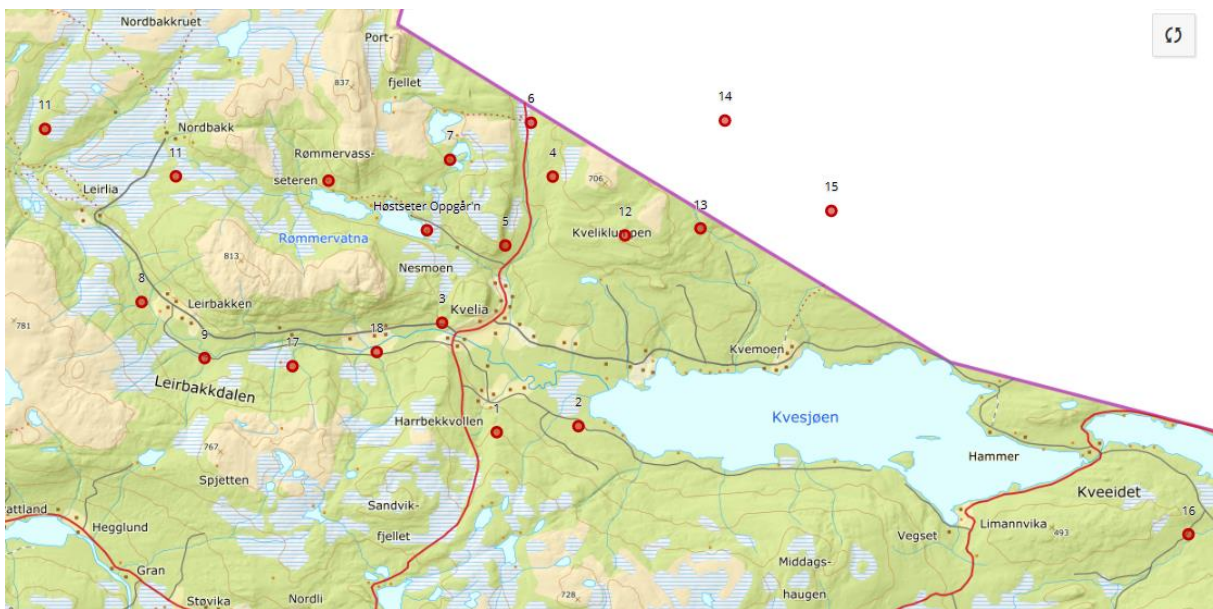 Nordbakkruet
Port-
fjellet
837
11
Nordbakk
6
14
7
4
11
Rømmervass-
seteren
706
Leirlia
15
Høstseter Oppgår'n
13
12
Kveliklumpen
5
Rømmervatna
813
Nesmoen
8
Leirbakken
3
Kvelia
781
9
17
18
Kvemoen
Leirbakkdalen
Harrbekkvollen
1
2
Kvesjøen
767
Spjetten
Hammer
Kveeidet
Sandvik-
fjellet
16
attland
Hegglund
Limannvika
493
Vegset
Gran
Middags-
haugen
Støvika
Nordli
728